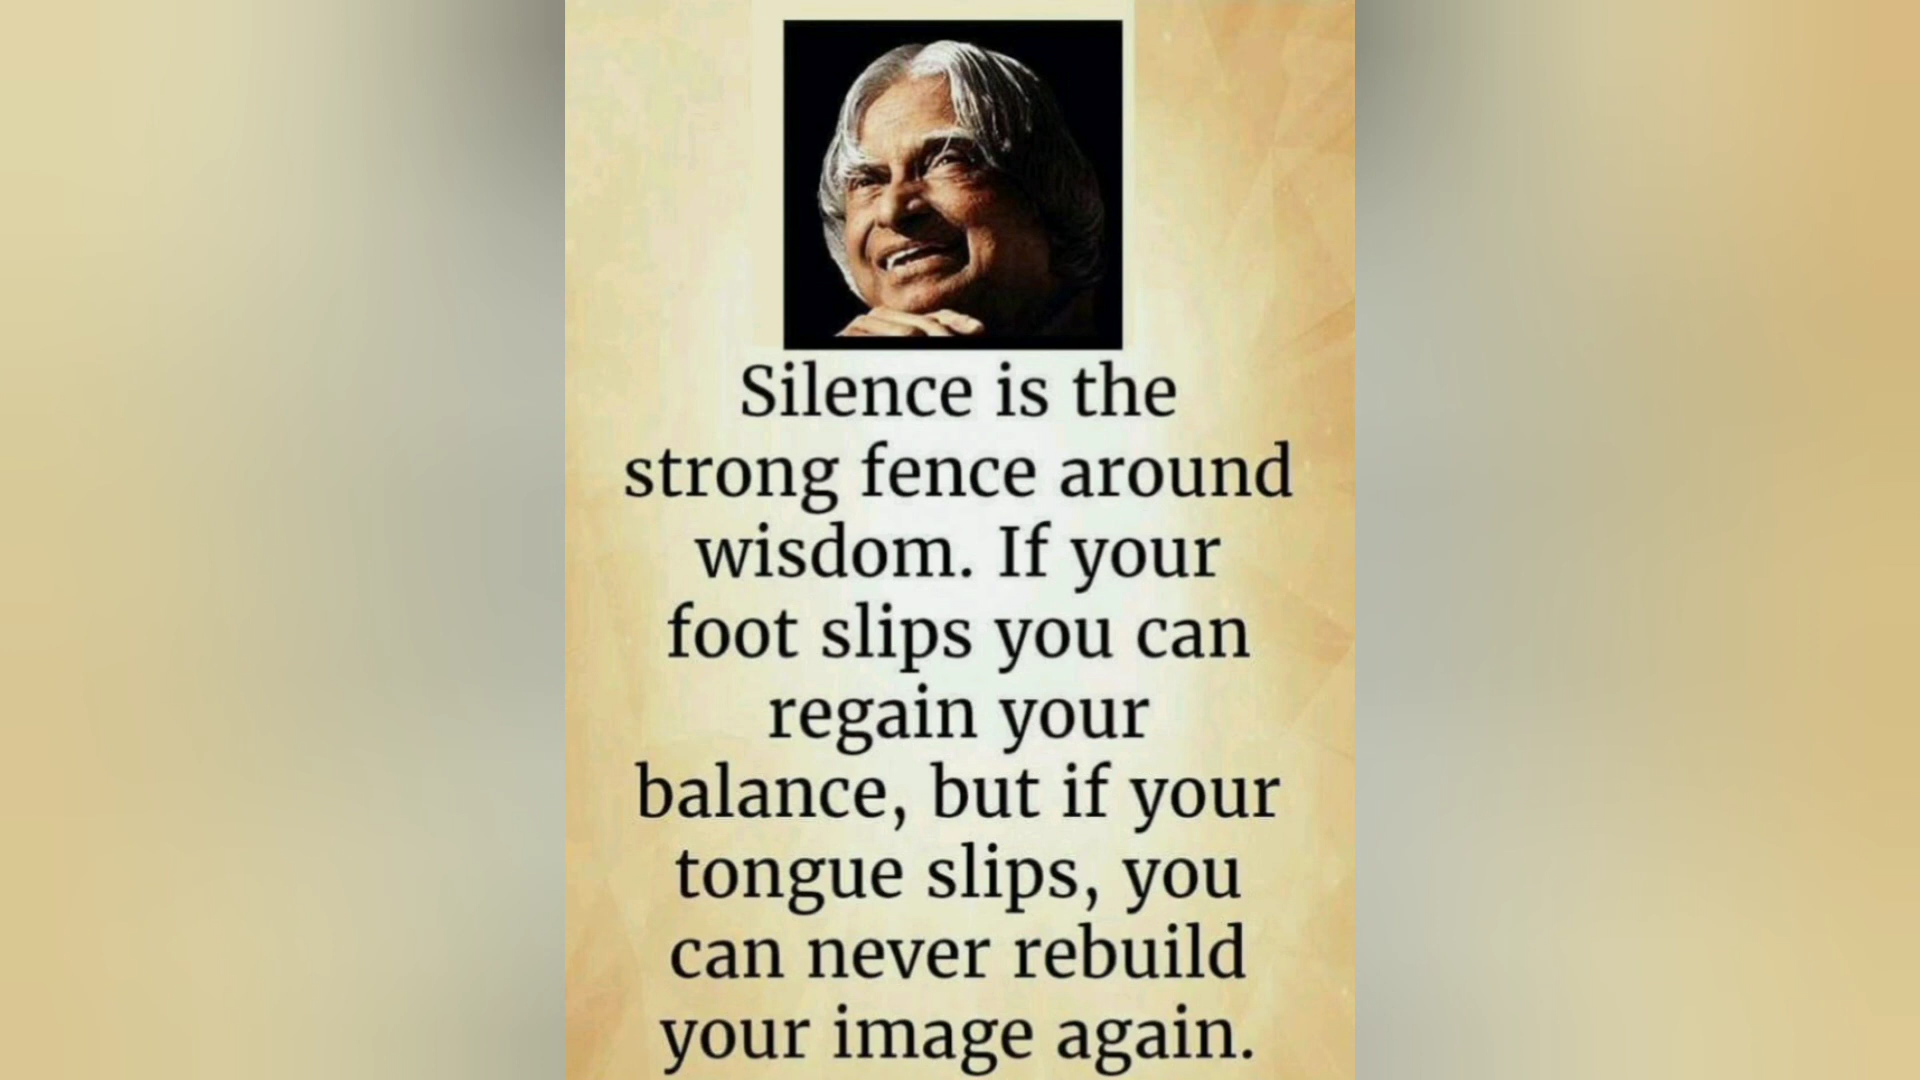 Silence is the
strong fence around
wisdom. If your
foot slips you can
regain your
balance, but if your
tongue slips, you
can never rebuild
your image again.